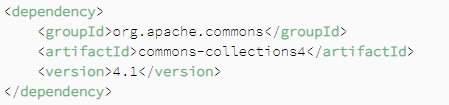 <dependency>
    <groupId>org.apache.commons</groupId>
    <artifactId>commons-collections4</artifactId>
    <version>4.1</version>
</dependency>